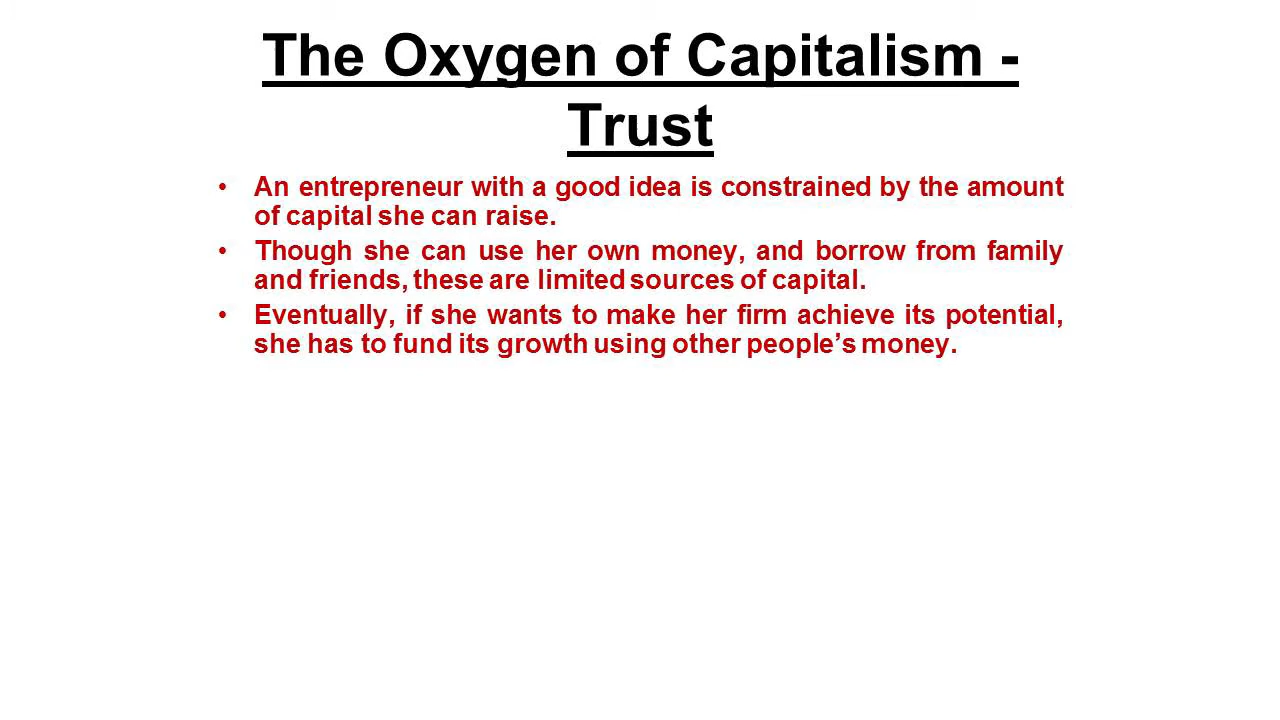 The Oxygen of Capitalism -
Trust
• An entrepreneur with a good idea is constrained by the amount
of capital she can raise.
• Though she can use her own money, and borrow from family
and friends, these are limited sources of capital.
• Eventually, if she wants to make her firm achieve its potential,
she has to fund its growth using other people’s money.